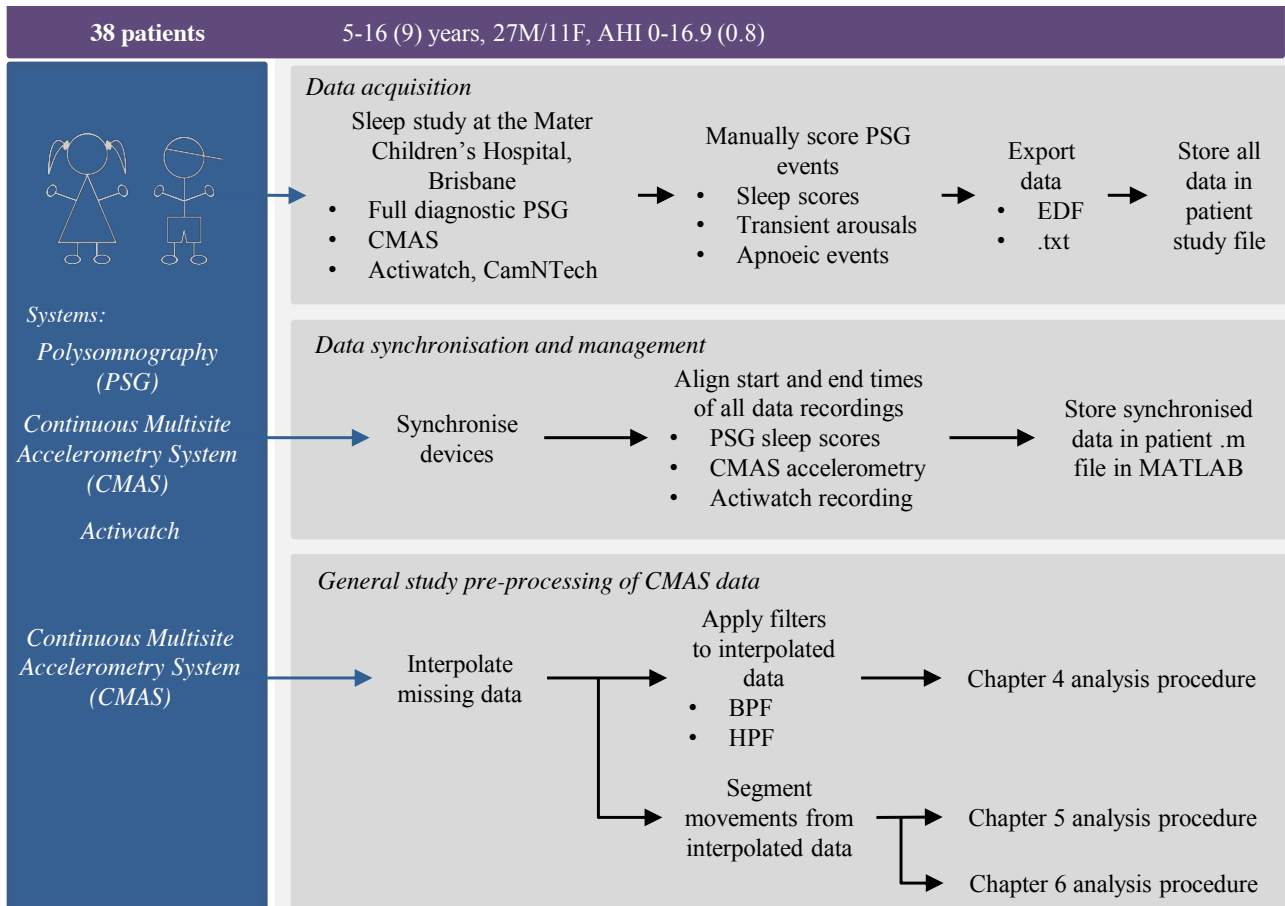 38 patients
5-16 (9) years, 27M/11F, AHI 0-16.9 (0.8)
Systems:
Polysomnography
(PSG)
Continuous Multisite
Accelerometry System
(CMAS)
Actiwatch
Continuous Multisite
Accelerometry System
(CMAS)
Data acquisition
Sleep study at the Mater
Children’s Hospital,
Brisbane
• Full diagnostic PSG
• CMAS
• Actiwatch, CamNTech
Manually score PSG
events
• Sleep scores
• Transient arousals
• Apnoeic events
Export
data
• EDF
• .txt
Store all
data in
patient
study file
Data synchronisation and management
Synchronise
devices
Align start and end times
of all data recordings
• PSG sleep scores
• CMAS accelerometry
• Actiwatch recording
Store synchronised
data in patient .m
file in MATLAB
General study pre-processing of CMAS data
Interpolate
missing data
Apply filters
to interpolated
data
• BPF
• HPF
Chapter 4 analysis procedure
Segment
movements from
interpolated data
Chapter 5 analysis procedure
Chapter 6 analysis procedure